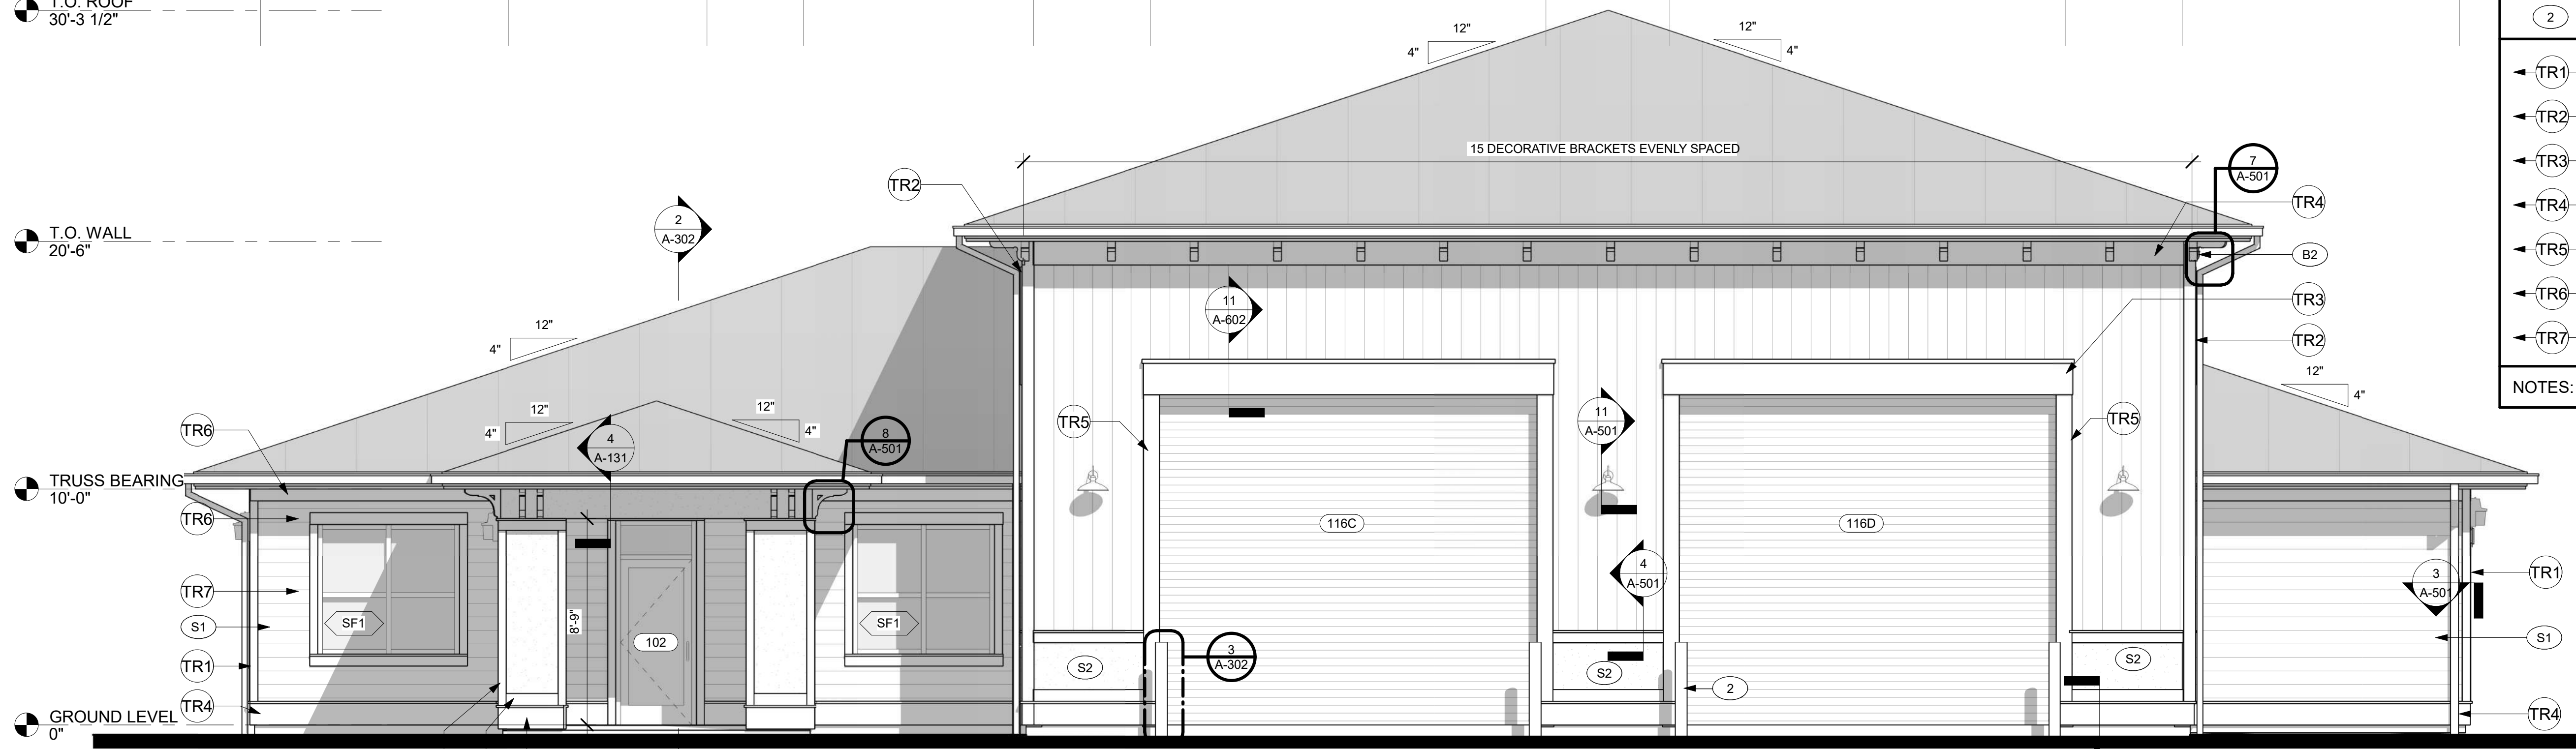 T.O. ROOF
30'-3 1/2"
12"
4"
12"
4"
2
TR1
TR2
TR3
TR4
TR5
TR6
TR7
NOTES:
15 DECORATIVE BRACKETS EVENLY SPACED
7
A-501
TR2
TR4
2
A-302
T.O. WALL
20'-6"
B2
11
A-602
TR3
TR2
12"
4"
12"
4"
12"
4"
12"
4"
TR6
8
A-501
4
A-131
TR5
11
A-501
TR5
TRUSS BEARING
10'-0"
TR6
116C
116D
TR7
4
A-501
3
A-501
TR1
SF1
8'-9"
SF1
S1
102
S1
TR1
S2
3
A-302
S2
S2
2
TR4
TR4
GROUND LEVEL
0"